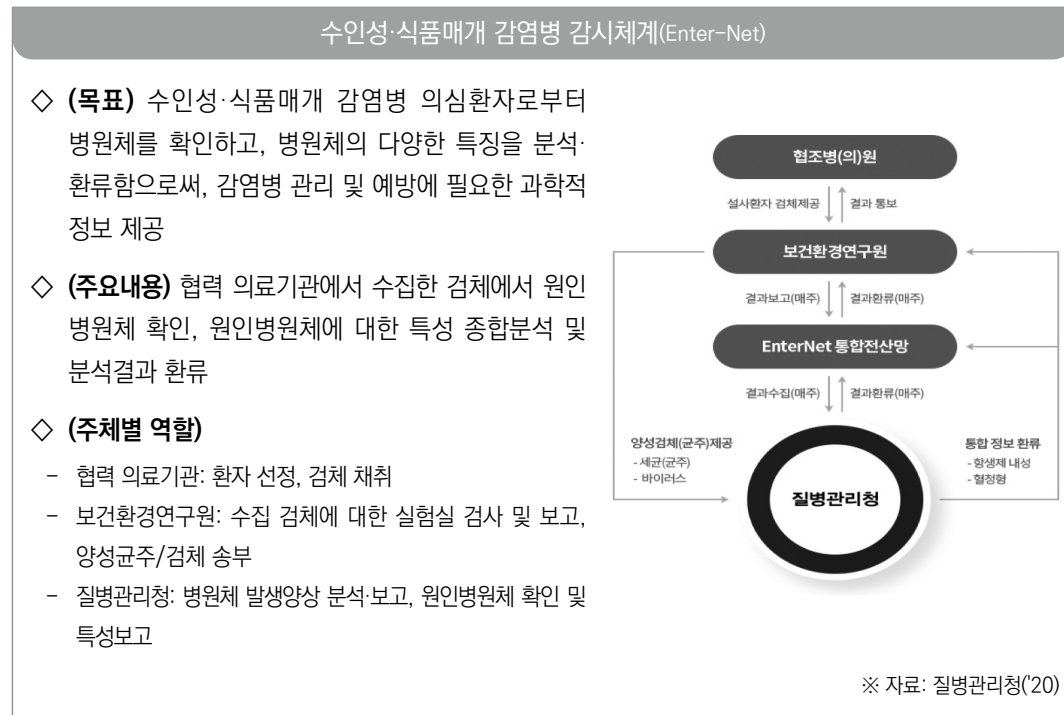 수인성·식품매개 감염병 감시체계(Enter-Net)
◇ (목표) 수인성·식품매개 감염병 의심환자로부터
병원체를 확인하고, 병원체의 다양한 특징을 분석·
환류함으로써, 감염병 관리 및 예방에 필요한 과학적
정보 제공
◇ (주요내용) 협력 의료기관에서 수집한 검체에서 원인
병원체 확인, 원인병원체에 대한 특성 종합분석 및
분석결과 환류
◇ (주체별 역할)
- 협력 의료기관: 환자 선정, 검체 채취
- 보건환경연구원: 수집 검체에 대한 실험실 검사 및 보고,
양성균주/검체 송부
- 질병관리청: 병원체 발생양상 분석·보고, 원인병원체 확인 및
특성보고
협조병(의)원
설사환자 검체제공 결과 통보
보건환경연구원
결과보고(매주) 결과환류(매주)
EnterNet 통합전산망
결과수집(매주) 결과환류(매주)
양성검체(균주)제공
- 세균(균주)
- 바이러스
통합 정보 환류
- 항생제 내성
- 혈청형
질병관리청
※ 자료: 질병관리청('20)